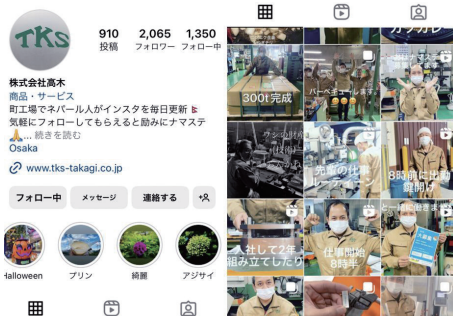 TKS
910
2,065
1,350
投稿
フォロワー
フォロー中
株式会社高木
商品・サービス
町工場でネパール人がインスタを毎日更新🇳🇵
気軽にフォローしてもらえると励みにナマステ
🙏... 続きを読む
Osaka
www.tks-takagi.co.jp
フォロー中
メッセージ
連絡する
Halloween
プリン
綺麗
アジサイ
300t完成
バーベキューします
先輩の仕事
8時前に出勤
鍵開け
入社して2年
組み立てしたり
仕事開始
8時半